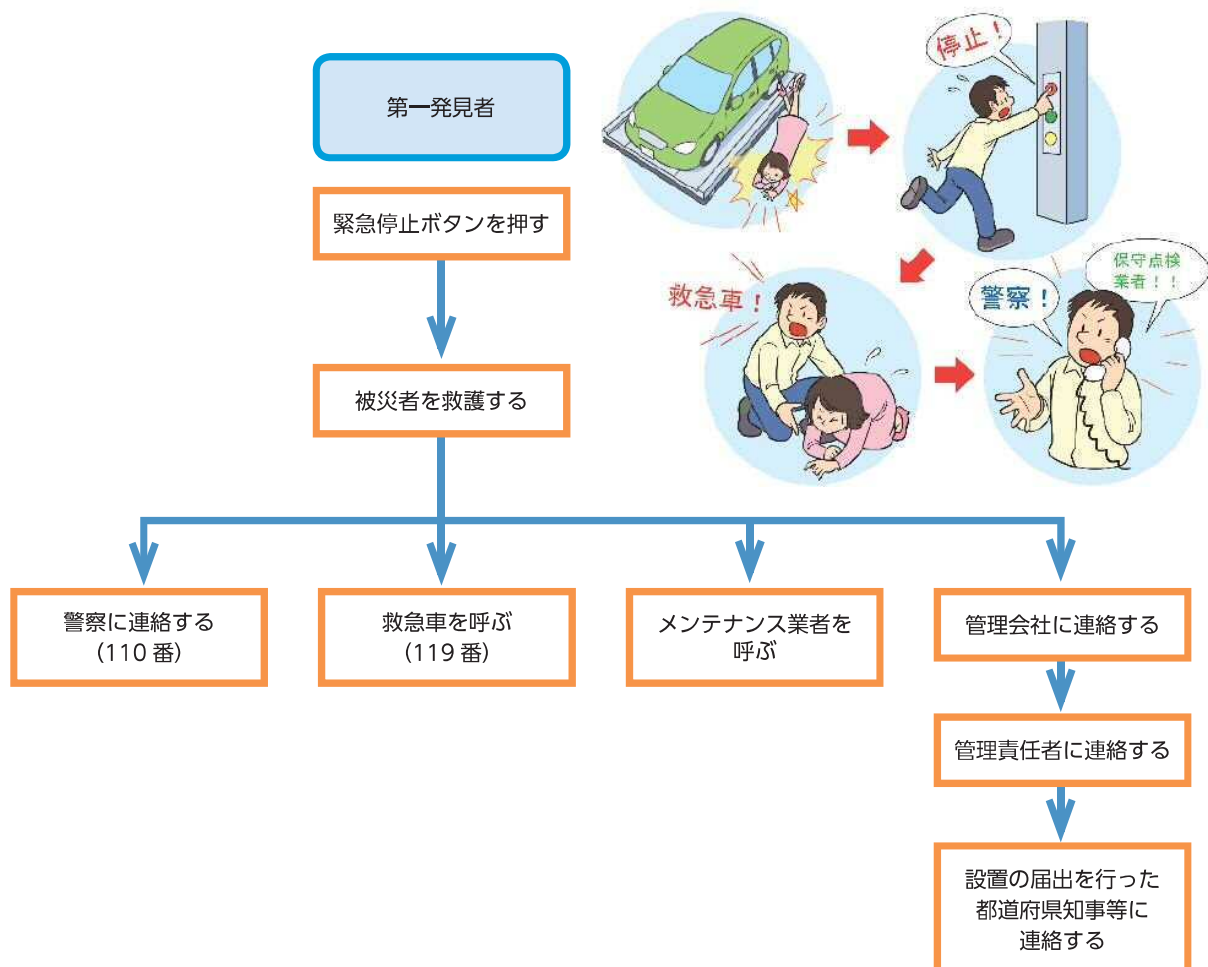 第一発見者
停止！
緊急停止ボタンを押す
救急車！
警察！
保守点検
業者！！
被災者を救護する
警察に連絡する
(110 番)
救急車を呼ぶ
(119 番)
メンテナンス業者を
呼ぶ
管理会社に連絡する
管理責任者に連絡する
設置の届出を行った
都道府県知事等に
連絡する